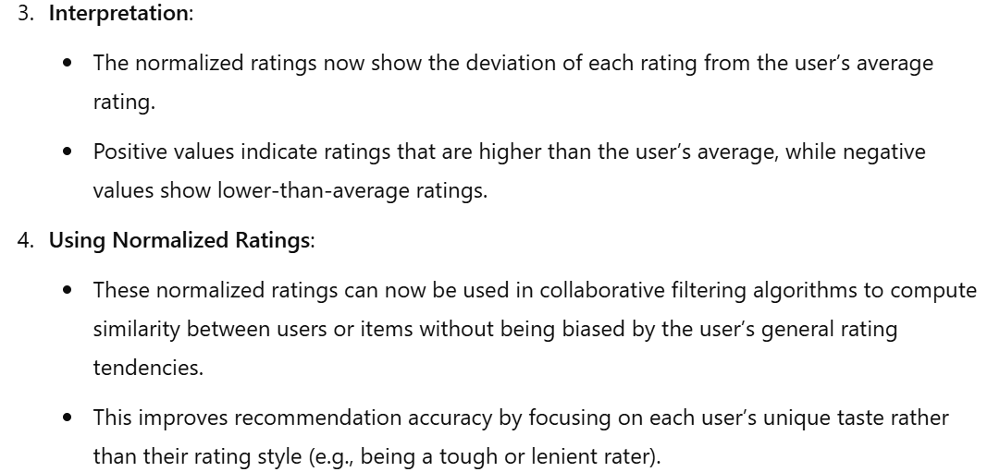 3. Interpretation:
• The normalized ratings now show the deviation of each rating from the user’s average
rating.
• Positive values indicate ratings that are higher than the user’s average, while negative
values show lower-than-average ratings.
4. Using Normalized Ratings:
• These normalized ratings can now be used in collaborative filtering algorithms to compute
similarity between users or items without being biased by the user’s general rating
tendencies.
• This improves recommendation accuracy by focusing on each user’s unique taste rather
than their rating style (e.g., being a tough or lenient rater).